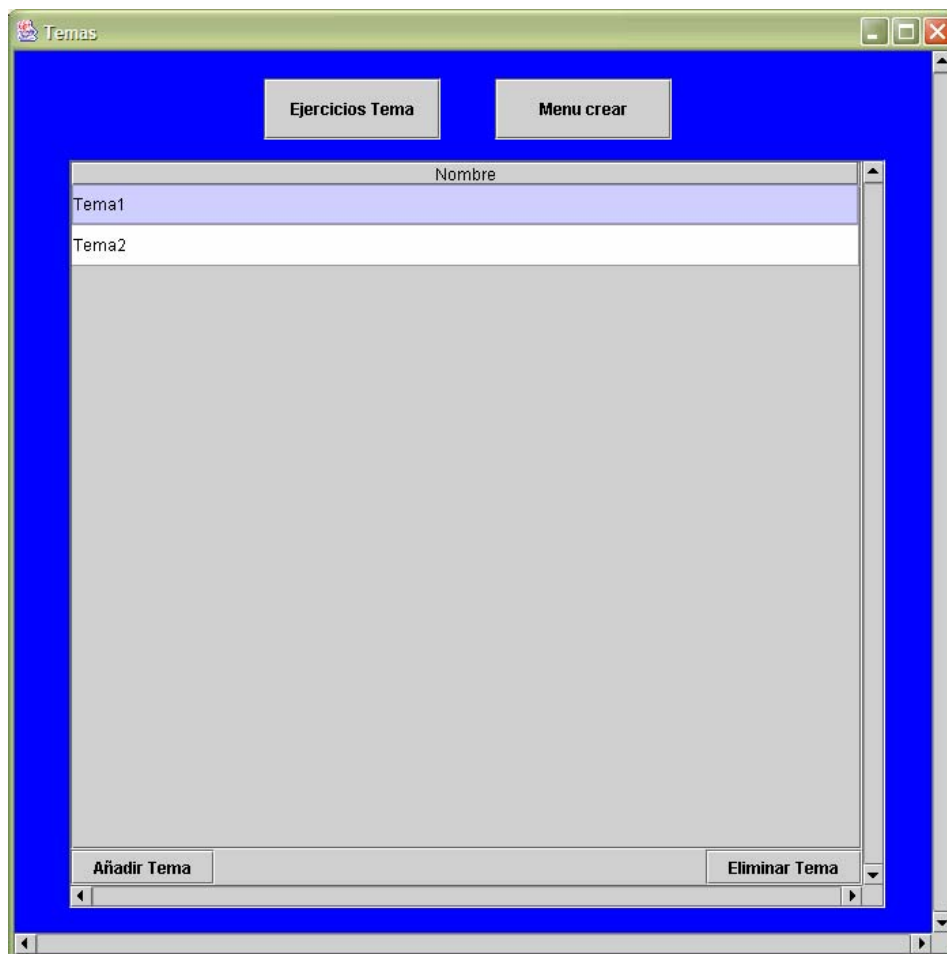 Temas
Ejercicios Tema
Menu crear
Nombre
Tema1
Tema2
Añadir Tema
Eliminar Tema